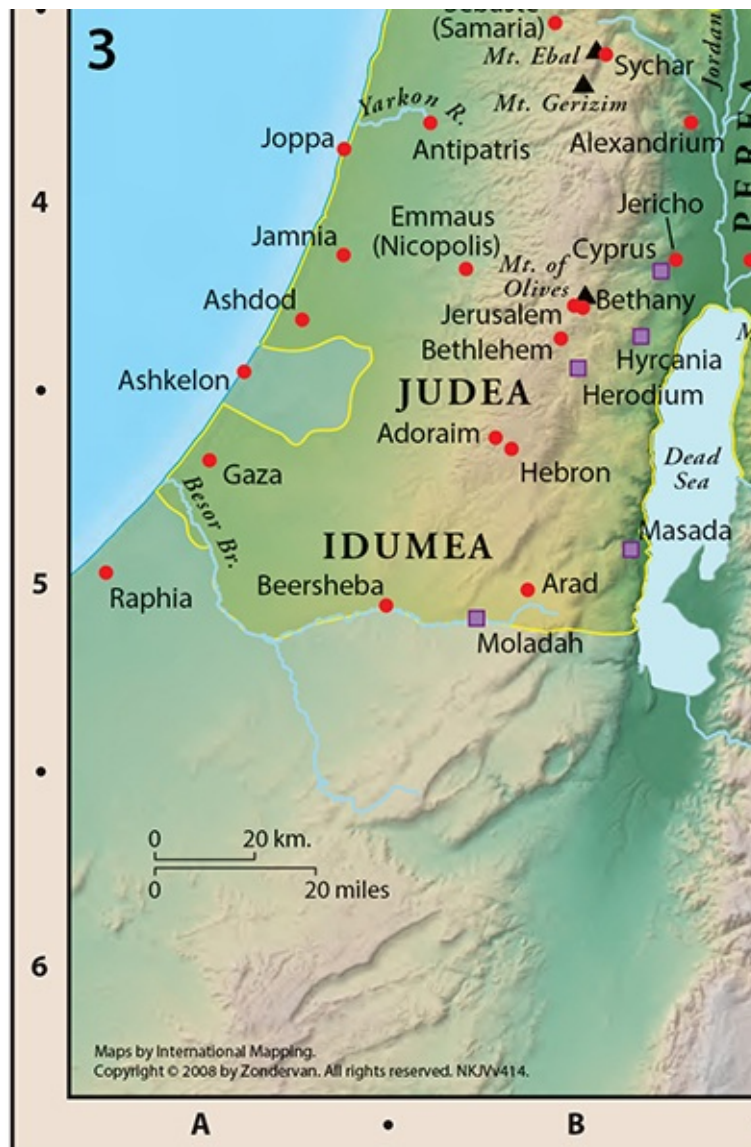 3
(Samaria)
Mt. Ebal
Sychar
Jordan
Mt. Gerizim
Yarkon R.
Joppa
Antipatris
Alexandrium
4
Jericho
Emmaus
(Nicopolis)
Jamnia
Cyprus
Mt. of
Olives
Ashdod
Bethany
Jerusalem
Bethlehem
Hyrcania
Ashkelon
JUDEA
Herodium
Adoraim
Hebron
Gaza
Dead
Sea
Besor Br.
IDUMEA
Masada
5
Raphia
Beersheba
Arad
Moladah
0 20 km.
0 20 miles
6
Maps by International Mapping.
Copyright © 2008 by Zondervan. All rights reserved. NKJVv414.
A • B